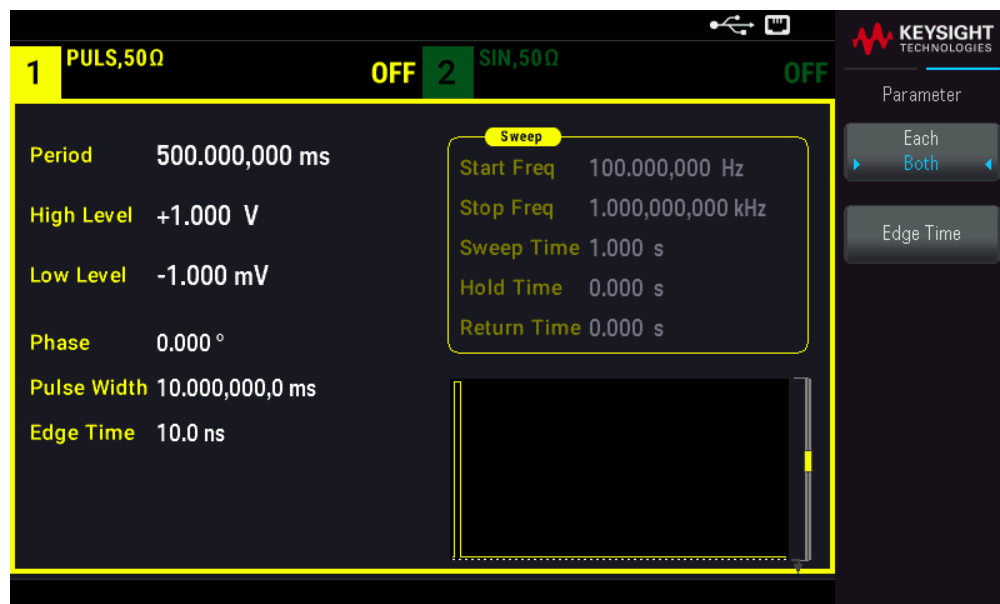 KEYSIGHT
TECHNOLOGIES
1 PULS,50Ω OFF 2 SIN,50Ω OFF
Parameter
Each
Both
Edge Time
Period 500.000,000 ms
High Level +1.000 V
Low Level -1.000 mV
Phase 0.000 °
Pulse Width 10.000,000,0 ms
Edge Time 10.0 ns
Sweep
Start Freq 100.000,000 Hz
Stop Freq 1.000,000,000 kHz
Sweep Time 1.000 s
Hold Time 0.000 s
Return Time 0.000 s